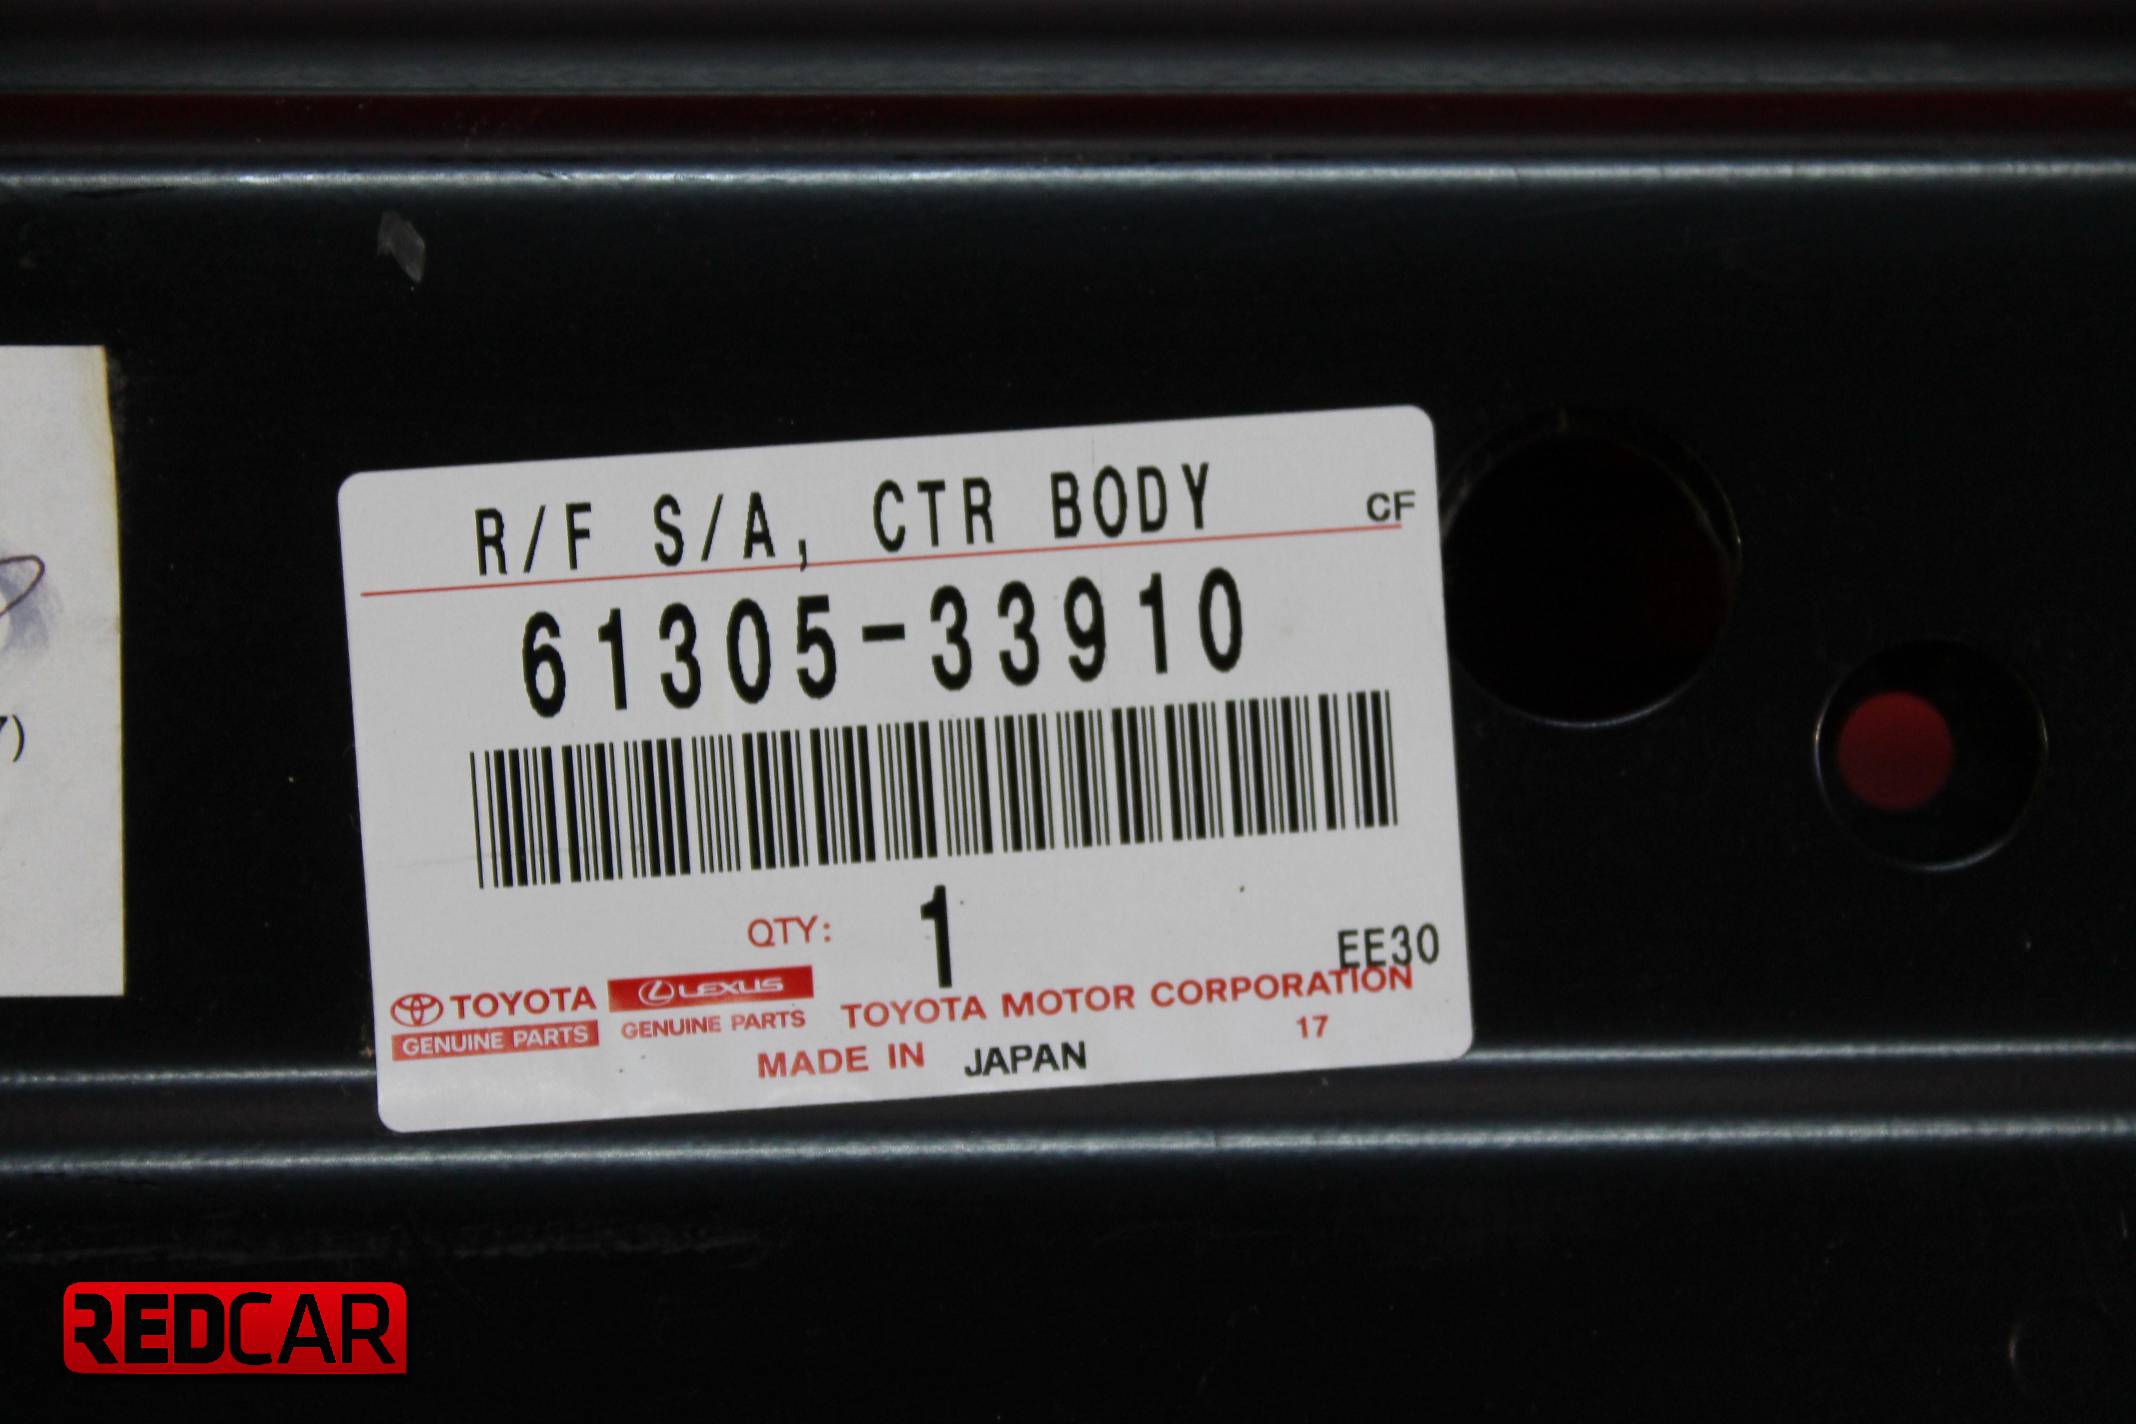 R/F S/A, CTR BODY CF
61305-33910
QTY: 1
EE30
TOYOTA LEXUS
GENUINE PARTS GENUINE PARTS TOYOTA MOTOR CORPORATION
17
MADE IN JAPAN
7)
REDCAR